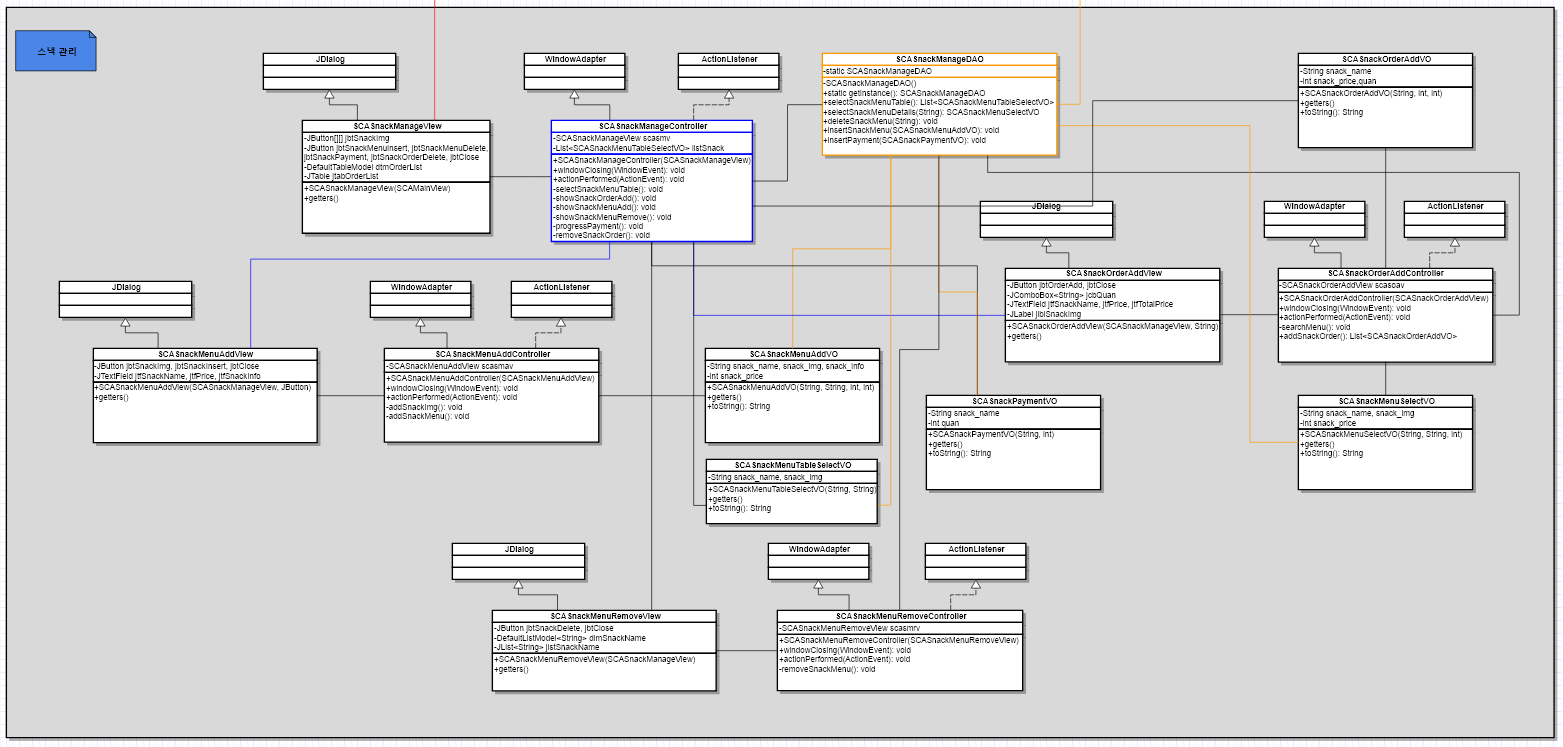 스낵 관리
JDialog
WindowAdapter
ActionListener
SCASnackManageDAO
-static SCASnackManageDAO
-SCASnackManageDAO()
+static getInstance(): SCASnackManageDAO
+selectSnackMenuTable(): List<SCASnackMenuTableSelectVO>
+selectSnackMenuDetails(String): SCASnackMenuSelectVO
+deleteSnackMenu(String): void
+insertSnackMenu(SCASnackMenuAddVO): void
+insertPayment(SCASnackPaymentVO): void
SCASnackOrderAddVO
-String snack_name
-int snack_price,quan
+SCASnackOrderAddVO(String, int, int)
+getters()
+toString(): String
SCASnackManageView
-JButton[][] jbtSnackImg
-JButton jbtSnackMenuInsert, jbtSnackMenuDelete,
jbtSnackPayment, jbtSnackOrderDelete, jbtClose
-DefaultTableModel dtmOrderList
-JTable jtabOrderList
+SCASnackManageView(SCAMainView)
+getters()
SCASnackManageController
-SCASnackManageView scasmv
-List<SCASnackMenuTableSelectVO> listSnack
+SCASnackManageController(SCASnackManageView)
+windowClosing(WindowEvent): void
+actionPerformed(ActionEvent): void
-selectSnackMenuTable(): void
-showSnackOrderAdd(): void
-showSnackMenuAdd(): void
-showSnackMenuRemove(): void
-progressPayment(): void
-removeSnackOrder(): void
JDialog
WindowAdapter
ActionListener
SCASnackOrderAddView
-JButton jbtOrderAdd, jbtClose
-JComboBox<String> jcbQuan
-JTextField jtfSnackName, jtfPrice, jtfTotalPrice
-JLabel jlblSnackImg
+SCASnackOrderAddView(SCASnackManageView, String)
+getters()
SCASnackOrderAddController
-SCASnackOrderAddView scasoav
+SCASnackOrderAddController(SCASnackOrderAddView)
+windowClosing(WindowEvent): void
+actionPerformed(ActionEvent): void
-searchMenu(): void
+addSnackOrder(): List<SCASnackOrderAddVO>
JDialog
WindowAdapter
ActionListener
SCASnackMenuAddView
-JButton jbtSnackImg, jbtSnackInsert, jbtClose
-JTextField jtfSnackName, jtfPrice, jtfSnackInfo
+SCASnackMenuAddView(SCASnackManageView, JButton)
+getters()
SCASnackMenuAddController
-SCASnackMenuAddView scasmav
+SCASnackMenuAddController(SCASnackMenuAddView)
+windowClosing(WindowEvent): void
+actionPerformed(ActionEvent): void
-addSnackImg(): void
-addSnackMenu(): void
SCASnackMenuAddVO
-String snack_name, snack_img, snack_info
-int snack_price
+SCASnackMenuAddVO(String, String, int, int)
+getters()
+toString(): String
SCASnackPaymentVO
-String snack_name
-int quan
+SCASnackPaymentVO(String, int)
+getters()
+toString(): String
SCASnackMenuSelectVO
-String snack_name, snack_img
-int snack_price
+SCASnackMenuSelectVO(String, String, int)
+getters()
+toString(): String
SCASnackMenuTableSelectVO
-String snack_name, snack_img
+SCASnackMenuTableSelectVO(String, String)
+getters()
+toString(): String
JDialog
WindowAdapter
ActionListener
SCASnackMenuRemoveView
-JButton jbtSnackDelete, jbtClose
-DefaultListModel<String> dlmSnackName
-JList<String> jlistSnackName
+SCASnackMenuRemoveView(SCASnackManageView)
+getters()
SCASnackMenuRemoveController
-SCASnackMenuRemoveView scasmrv
+SCASnackMenuRemoveController(SCASnackMenuRemoveView)
+windowClosing(WindowEvent): void
+actionPerformed(ActionEvent): void
-removeSnackMenu(): void